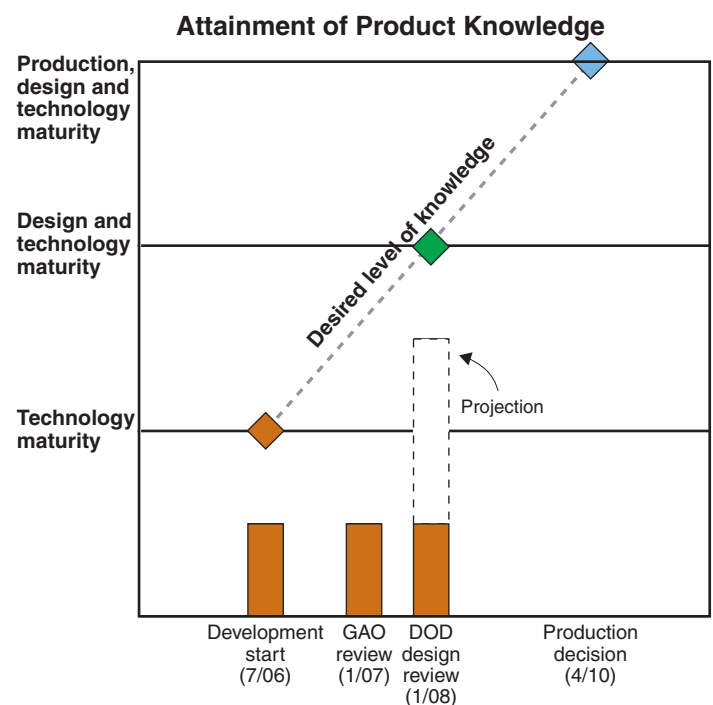 Attainment of Product Knowledge
Production,
design and
technology
maturity
Design and
technology
maturity
Technology
maturity
Desired level of knowledge
Projection
Development
start
(7/06)
GAO
review
(1/07)
DOD
design
review
(1/08)
Production
decision
(4/10)